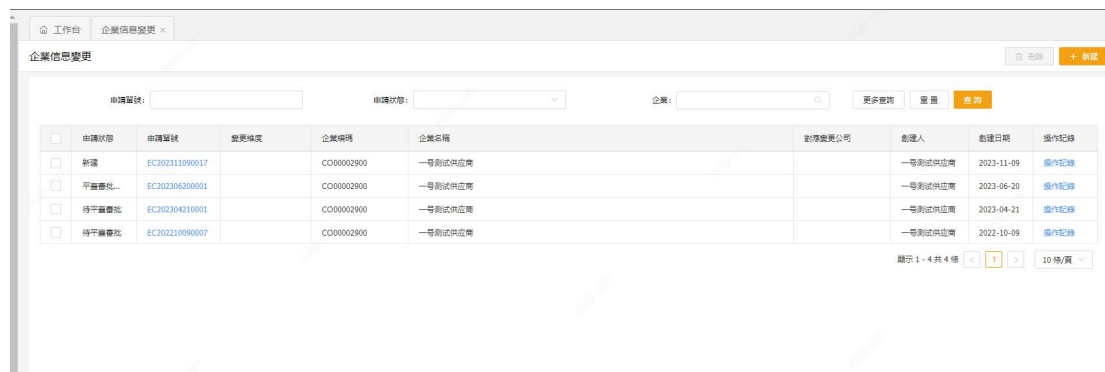 工作台 企業信息變更 ×
企業信息變更 刪除 + 新建
申請單號: 申請狀態: 企業: 更多查詢 重置 查詢
申請狀態 申請單號 變更維度 企業編碼 企業名稱 對應變更公司 創建人 創建日期 操作記錄
新建 EC202311090017 CO00002900 一号测试供应商 一号测试供应商 2023-11-09 操作記錄
平臺審批... EC202306200001 CO00002900 一号测试供应商 一号测试供应商 2023-06-20 操作記錄
待平臺審批 EC202304210001 CO00002900 一号测试供应商 一号测试供应商 2023-04-21 操作記錄
待平臺審批 EC202210090007 CO00002900 一号测试供应商 一号测试供应商 2022-10-09 操作記錄
顯示 1 - 4 共 4 條 < 1 > 10 條/頁